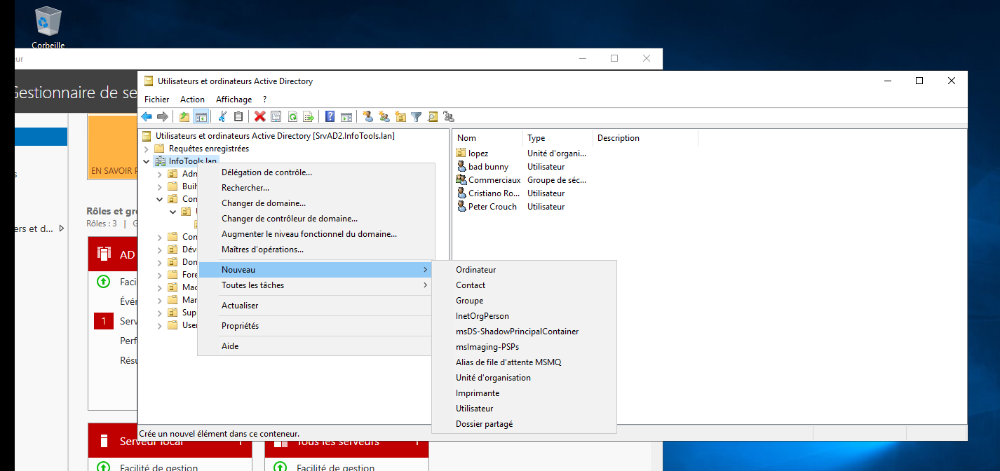 Corbeille
Gestionnaire de se
Utilisateurs et ordinateurs Active Directory
Fichier Action Affichage ?
Utilisateurs et ordinateurs Active Directory [SrvAD2.InfoTools.lan]
Requêtes enregistrées
InfoTools.lan
Adn
Buil
Con
Con
Dév
Don
Fore
Mac
Mar
Sup
User
Nom Type Description
lopez Unité d'organi...
bad bunny Utilisateur
Commerciaux Groupe de séc...
Cristiano Ro... Utilisateur
Peter Crouch Utilisateur
Délégation de contrôle...
Rechercher...
Changer de domaine...
Changer de contrôleur de domaine...
Augmenter le niveau fonctionnel du domaine...
Maîtres d'opérations...
Nouveau
Toutes les tâches
Actualiser
Propriétés
Aide
Ordinateur
Contact
Groupe
InetOrgPerson
msDS-ShadowPrincipalContainer
msImaging-PSPs
Alias de file d'attente MSMQ
Unité d'organisation
Imprimante
Utilisateur
Dossier partagé
Crée un nouvel élément dans ce conteneur.
EN SAVOIR
Rôles et gr
Rôles : 3 | G
ers et d...
AD
Faci
Évér
1 Serv
Perf
Résu
Serveur local 1
Facilité de gestion
Tous les serveurs 1
Facilité de gestion